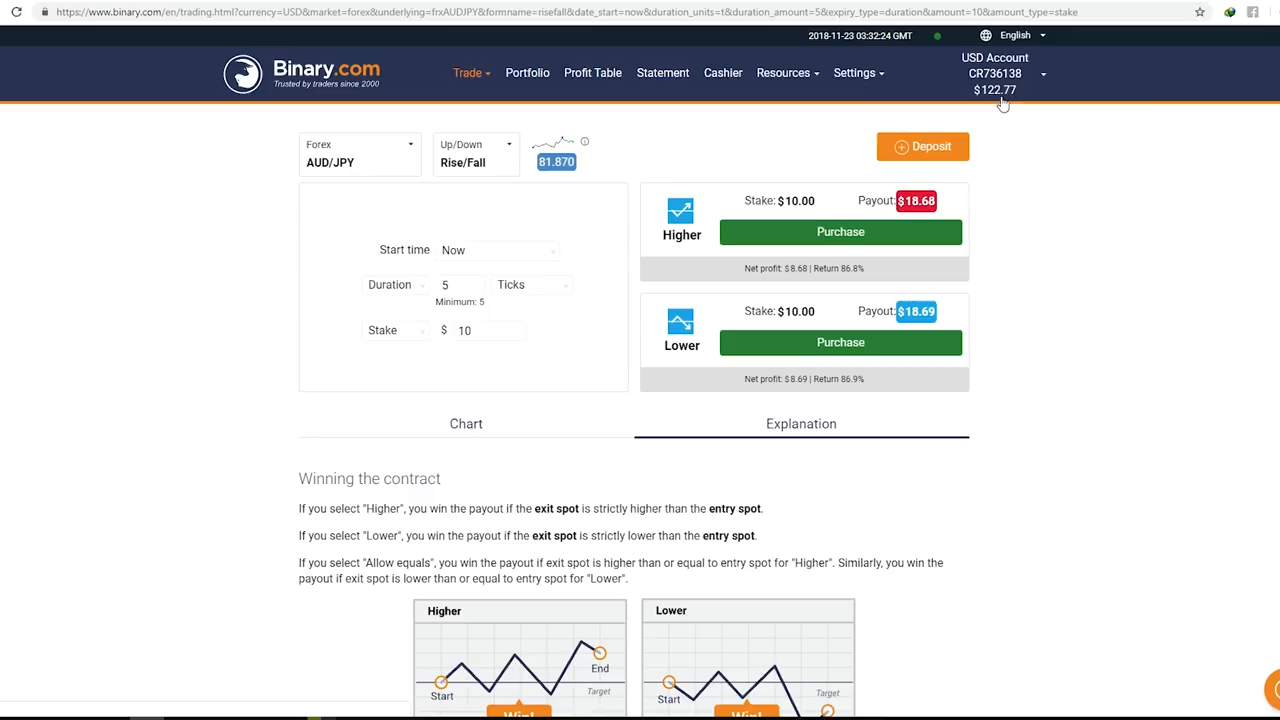 https://www.binary.com/en/trading.html?currency=USD&market=forex&underlying=frxAUDJPY&formname=risefall&date_start=now&duration_units=t&duration_amount=5&expiry_type=duration&amount=10&amount_type=stake
2018-11-23 03:32:24 GMT
English
Binary.com
Trusted by traders since 2000
Trade
Portfolio
Profit Table
Statement
Cashier
Resources
Settings
USD Account
CR736138
$122.77
Forex
AUD/JPY
Up/Down
Rise/Fall
81.870
Deposit
Start time Now
Duration 5 Ticks
Minimum: 5
Stake $ 10
Higher
Stake: $10.00 Payout: $18.68
Purchase
Net profit: $8.68 | Return 86.8%
Lower
Stake: $10.00 Payout: $18.69
Purchase
Net profit: $8.69 | Return 86.9%
Chart
Explanation
Winning the contract
If you select "Higher", you win the payout if the exit spot is strictly higher than the entry spot.
If you select "Lower", you win the payout if the exit spot is strictly lower than the entry spot.
If you select "Allow equals", you win the payout if exit spot is higher than or equal to entry spot for "Higher". Similarly, you win the
payout if exit spot is lower than or equal to entry spot for "Lower".
Higher
Start
End
Target
Win!
Lower
Start
Target
Win!